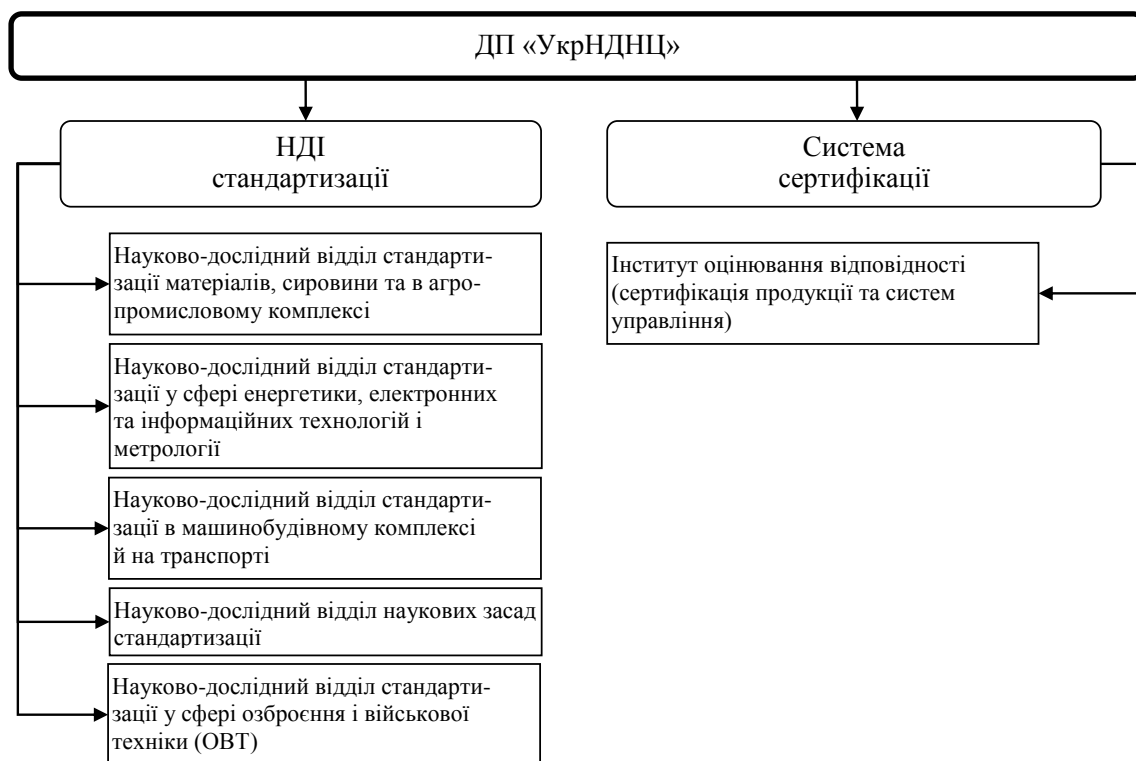 ДП «УкрНДНЦ»
НДІ
стандартизації
Система
сертифікації
Науково-дослідний відділ стандарти-
зації матеріалів, сировини та в агро-
промисловому комплексі
Науково-дослідний відділ стандарти-
зації у сфері енергетики, електронних
та інформаційних технологій і
метрології
Науково-дослідний відділ стандарти-
зації в машинобудівному комплексі
й на транспорті
Науково-дослідний відділ наукових засад
стандартизації
Науково-дослідний відділ стандарти-
зації у сфері озброєння і військової
техніки (ОВТ)
Інститут оцінювання відповідності
(сертифікація продукції та систем
управління)